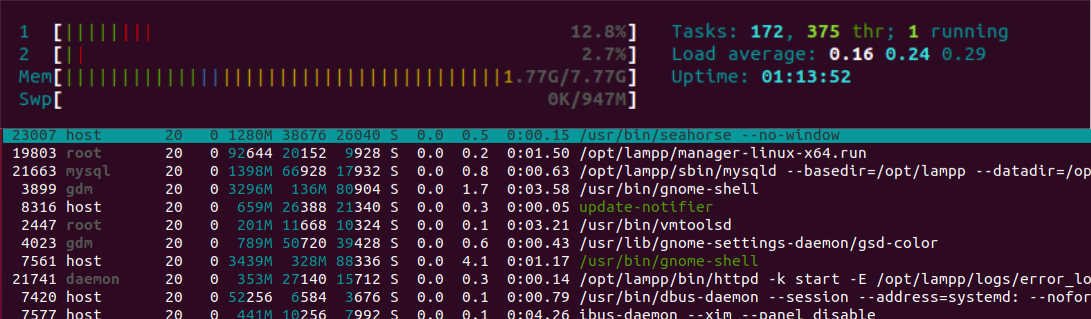 1 [|||||||| 12.8%] Tasks: 172, 375 thr; 1 running
2 [|| 2.7%] Load average: 0.16 0.24 0.29
Mem[||||||||||||||||||||||||||||||||||||||1.77G/7.77G] Uptime: 01:13:52
Swp[ 0K/947M]
23007 host 20 0 1280M 38676 26040 S 0.0 0.5 0:00.15 /usr/bin/seahorse --no-window
19803 root 20 0 92644 20152 9928 S 0.0 0.2 0:01.50 /opt/lampp/manager-linux-x64.run
21663 mysql 20 0 1398M 66928 17932 S 0.0 0.8 0:00.63 /opt/lampp/sbin/mysqld --basedir=/opt/lampp --datadir=/op
3899 gdm 20 0 3296M 136M 80904 S 0.0 1.7 0:03.58 /usr/bin/gnome-shell
8316 host 20 0 659M 26388 21340 S 0.0 0.3 0:00.05 update-notifier
2447 root 20 0 201M 11668 10324 S 0.0 0.1 0:03.21 /usr/bin/vmtoolsd
4023 gdm 20 0 789M 50720 39428 S 0.0 0.6 0:00.43 /usr/lib/gnome-settings-daemon/gsd-color
7561 host 20 0 3439M 328M 88336 S 0.0 4.1 0:01.17 /usr/bin/gnome-shell
21741 daemon 20 0 353M 27140 15712 S 0.0 0.3 0:00.14 /opt/lampp/bin/httpd -k start -E /opt/lampp/logs/error_lo
7420 host 20 0 52256 6584 3676 S 0.0 0.1 0:00.79 /usr/bin/dbus-daemon --session --address=systemd: --nofor
7577 host 20 0 441M 10256 7992 S 0.0 0.1 0:04.26 ibus-daemon --xim --panel disable